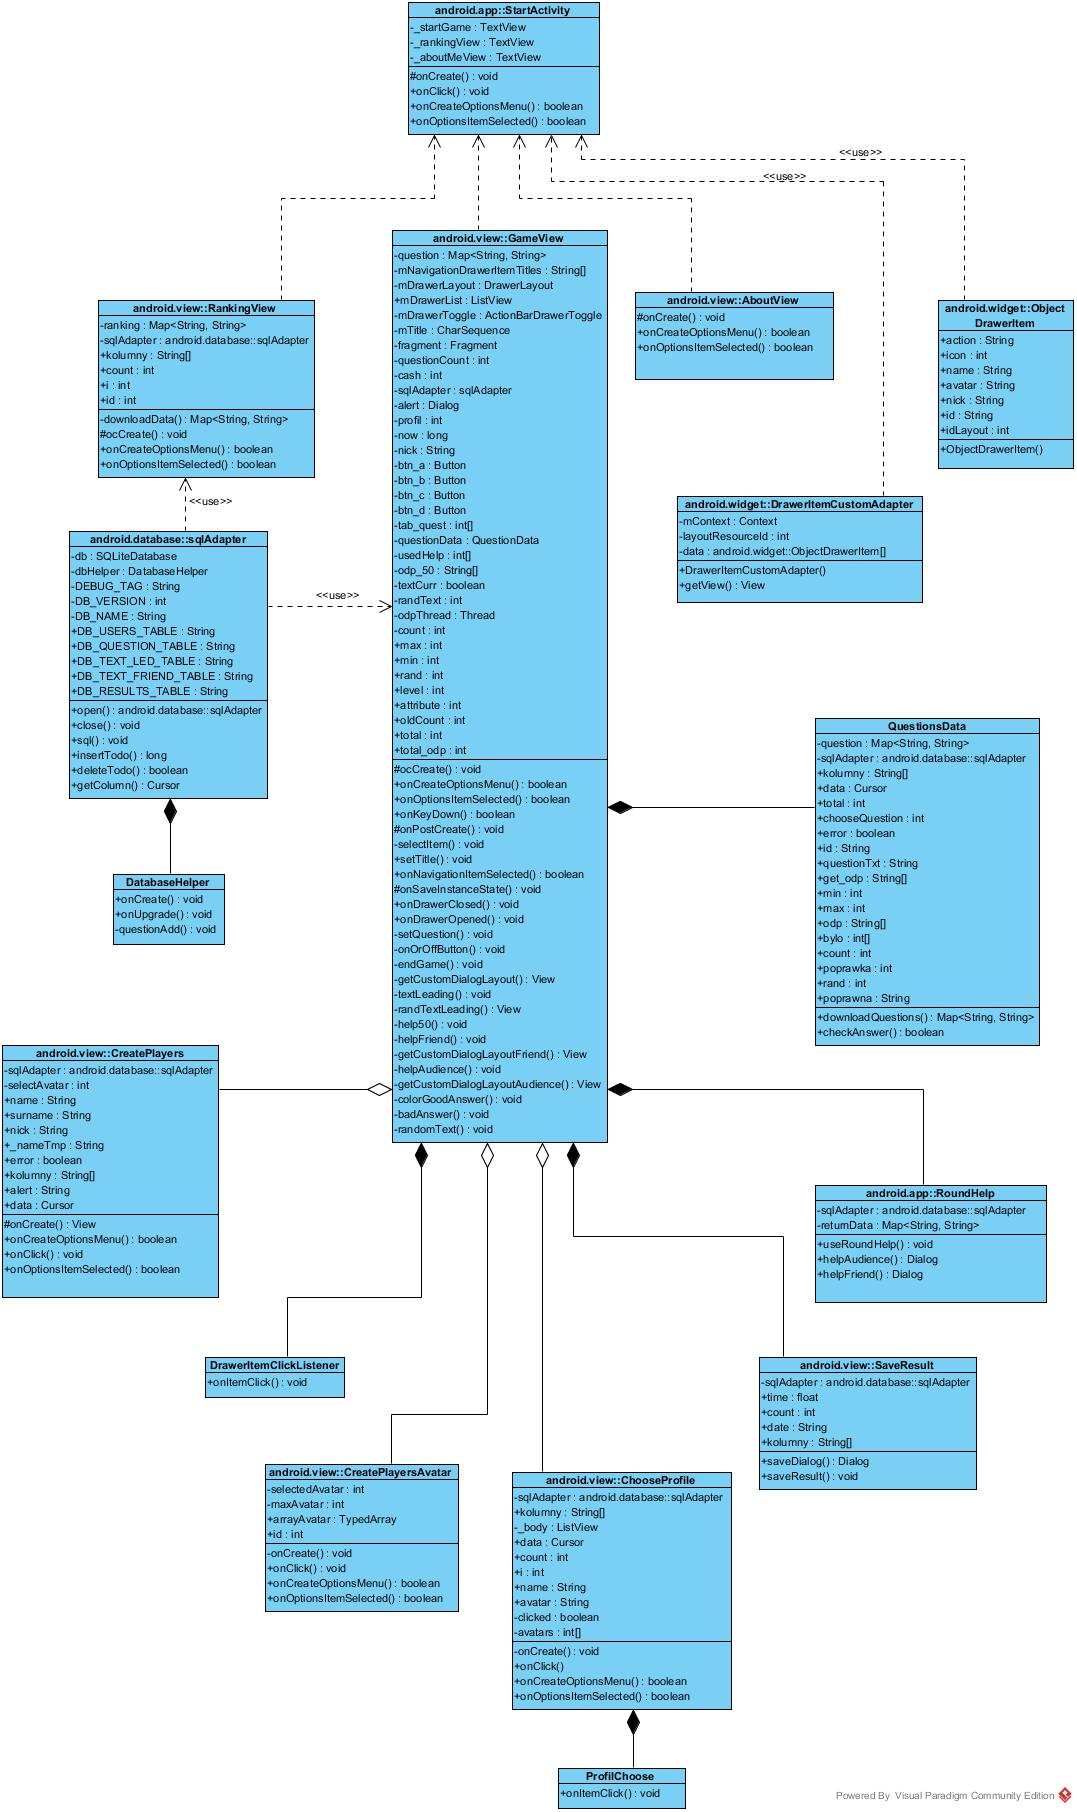 android.app::StartActivity
-_startGame : TextView
-_rankingView : TextView
-_aboutMeView : TextView
#onCreate() : void
+onClick() : void
+onCreateOptionsMenu() : boolean
+onOptionsItemSelected() : boolean
<<use>>
<<use>>
android.view::GameView
-question : Map<String, String>
-mNavigationDrawerItemTitles : String[]
-mDrawerLayout : DrawerLayout
+mDrawerList : ListView
-mDrawerToggle : ActionBarDrawerToggle
-mTitle : CharSequence
-fragment : Fragment
-questionCount : int
-cash : int
-sqlAdapter : sqlAdapter
-alert : Dialog
-profil : int
-now : long
-nick : String
-btn_a : Button
-btn_b : Button
-btn_c : Button
-btn_d : Button
-tab_quest : int[]
-questionData : QuestionData
-usedHelp : int[]
-odp_50 : String[]
-textCurr : boolean
-randText : int
-odpThread : Thread
-count : int
+max : int
+min : int
+rand : int
+level : int
+attribute : int
+oldCount : int
+total : int
+total_odp : int
#ocCreate() : void
+onCreateOptionsMenu() : boolean
+onOptionsItemSelected() : boolean
+onKeyDown() : boolean
#onPostCreate() : void
-selectItem() : void
+setTitle() : void
+onNavigationItemSelected() : boolean
#onSaveInstanceState() : void
+onDrawerClosed() : void
+onDrawerOpened() : void
-setQuestion() : void
-onOrOffButton() : void
-endGame() : void
-getCustomDialogLayout() : View
-textLeading() : void
-randTextLeading() : View
-help50() : void
-helpFriend() : void
-getCustomDialogLayoutFriend() : View
-helpAudience() : void
-getCustomDialogLayoutAudience() : View
-colorGoodAnswer() : void
-badAnswer() : void
-randomText() : void
android.view::RankingView
-ranking : Map<String, String>
-sqlAdapter : android.database::sqlAdapter
+kolumny : String[]
+count : int
+i : int
+id : int
-downloadData() : Map<String, String>
#ocCreate() : void
+onCreateOptionsMenu() : boolean
+onOptionsItemSelected() : boolean
android.view::AboutView
#onCreate() : void
+onCreateOptionsMenu() : boolean
+onOptionsItemSelected() : boolean
android.widget::Object
DrawerItem
+action : String
+icon : int
+name : String
+avatar : String
+nick : String
+id : String
+idLayout : int
+ObjectDrawerItem()
<<use>>
android.widget::DrawerItemCustomAdapter
-mContext : Context
-layoutResourceId : int
-data : android.widget::ObjectDrawerItem[]
+DrawerItemCustomAdapter()
+getView() : View
android.database::sqlAdapter
-db : SQLiteDatabase
-dbHelper : DatabaseHelper
-DEBUG_TAG : String
-DB_VERSION : int
-DB_NAME : String
+DB_USERS_TABLE : String
+DB_QUESTION_TABLE : String
+DB_TEXT_LED_TABLE : String
+DB_TEXT_FRIEND_TABLE : String
+DB_RESULTS_TABLE : String
+open() : android.database::sqlAdapter
+close() : void
+sql() : void
+insertTodo() : long
+deleteTodo() : boolean
+getColumn() : Cursor
<<use>>
QuestionsData
-question : Map<String, String>
-sqlAdapter : android.database::sqlAdapter
+kolumny : String[]
+data : Cursor
+total : int
+chooseQuestion : int
+error : boolean
+id : String
+questionTxt : String
+get_odp : String[]
+min : int
+max : int
+odp : String[]
+bylo : int[]
+count : int
+poprawka : int
+rand : int
+poprawna : String
+downloadQuestions() : Map<String, String>
+checkAnswer() : boolean
DatabaseHelper
+onCreate() : void
+onUpgrade() : void
-questionAdd() : void
android.view::CreatePlayers
-sqlAdapter : android.database::sqlAdapter
-selectAvatar : int
+name : String
+surname : String
+nick : String
+_nameTmp : String
+error : boolean
+kolumny : String[]
+alert : String
+data : Cursor
#onCreate() : View
+onCreateOptionsMenu() : boolean
+onClick() : void
+onOptionsItemSelected() : boolean
android.app::RoundHelp
-sqlAdapter : android.database::sqlAdapter
-returnData : Map<String, String>
+useRoundHelp() : void
+helpAudience() : Dialog
+helpFriend() : Dialog
DrawerItemClickListener
+onItemClick() : void
android.view::SaveResult
-sqlAdapter : android.database::sqlAdapter
+time : float
+count : int
+date : String
+kolumny : String[]
+saveDialog() : Dialog
+saveResult() : void
android.view::CreatePlayersAvatar
-selectedAvatar : int
-maxAvatar : int
+arrayAvatar : TypedArray
+id : int
-onCreate() : void
+onClick() : void
+onCreateOptionsMenu() : boolean
+onOptionsItemSelected() : boolean
android.view::ChooseProfile
-sqlAdapter : android.database::sqlAdapter
+kolumny : String[]
-_body : ListView
+data : Cursor
+count : int
+i : int
+name : String
+avatar : String
-clicked : boolean
-avatars : int[]
-onCreate() : void
+onClick()
+onCreateOptionsMenu() : boolean
+onOptionsItemSelected() : boolean
ProfilChoose
+onItemClick() : void
Powered By Visual Paradigm Community Edition